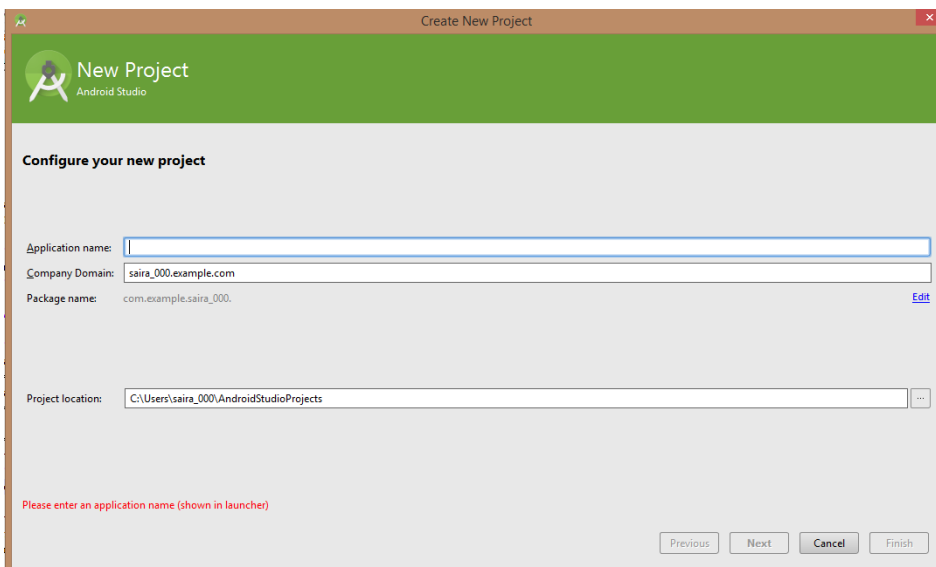 Create New Project
New Project
Android Studio
Configure your new project
Application name:
Company Domain: saira_000.example.com
Package name: com.example.saira_000. Edit
Project location: C:\Users\saira_000\AndroidStudioProjects ...
Please enter an application name (shown in launcher)
Previous Next Cancel Finish